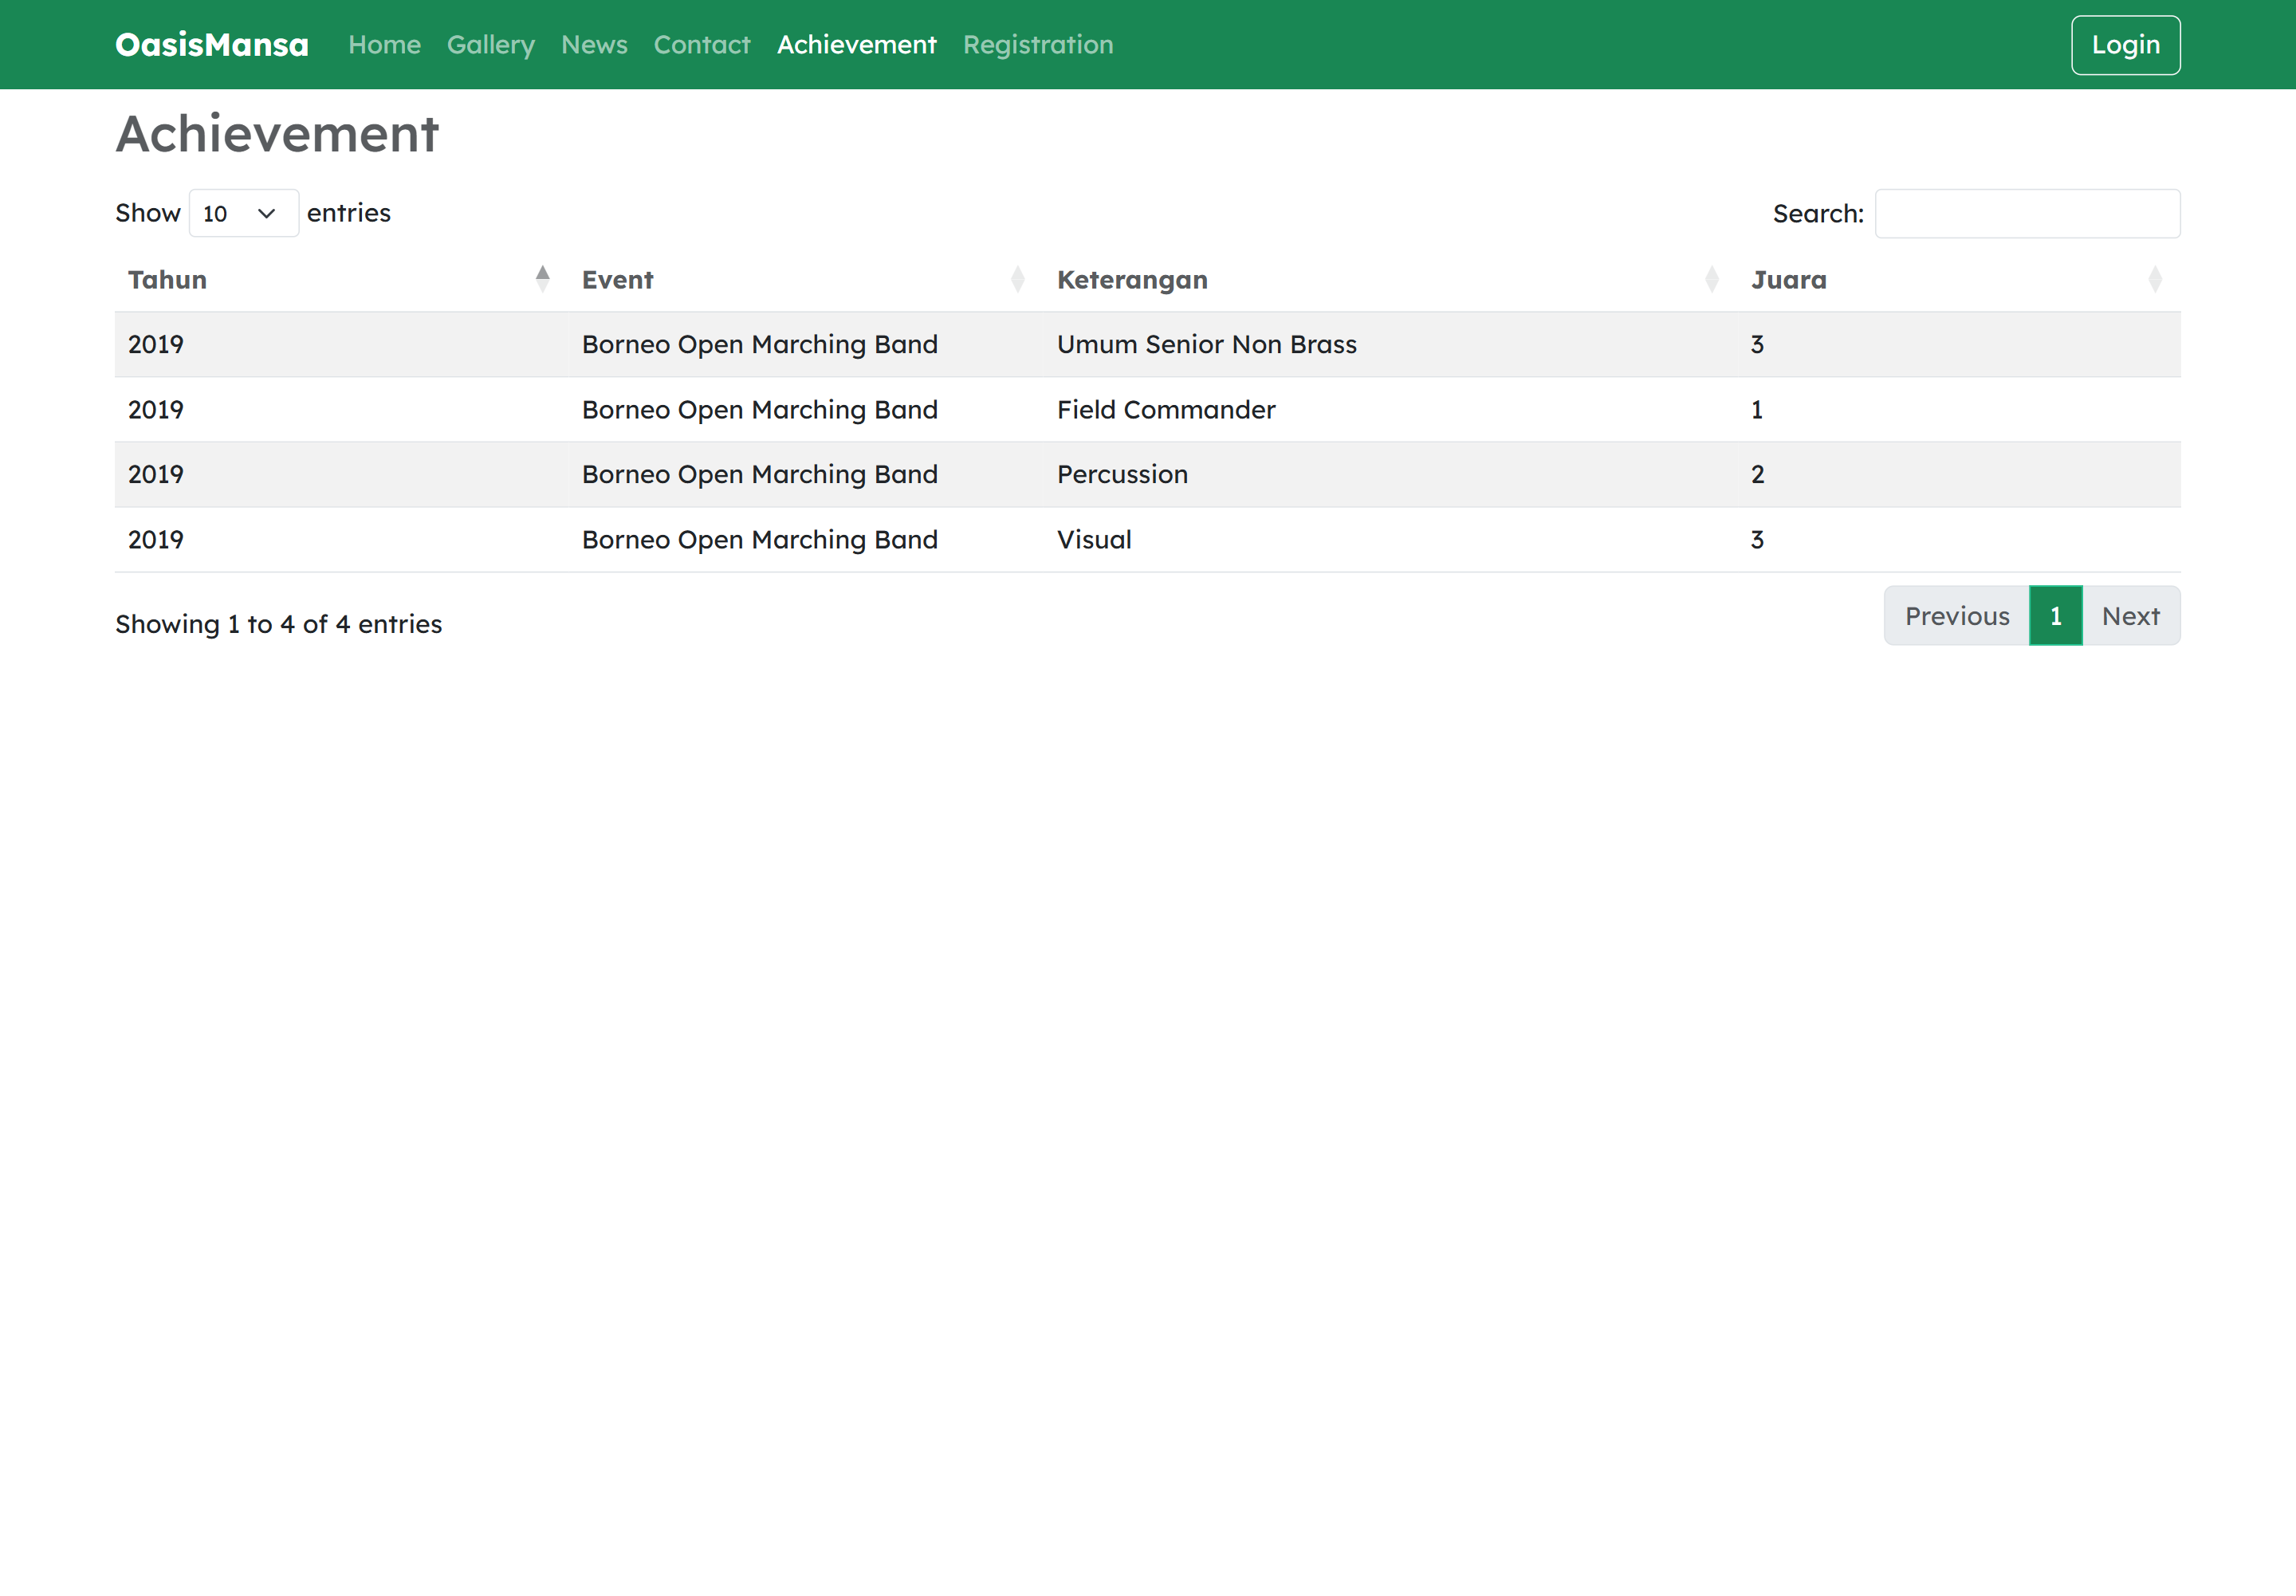 OasisMansa Home Gallery News Contact Achievement Registration Login
Achievement
Show 10 entries Search:
Tahun Event Keterangan Juara
2019 Borneo Open Marching Band Umum Senior Non Brass 3
2019 Borneo Open Marching Band Field Commander 1
2019 Borneo Open Marching Band Percussion 2
2019 Borneo Open Marching Band Visual 3
Showing 1 to 4 of 4 entries Previous 1 Next